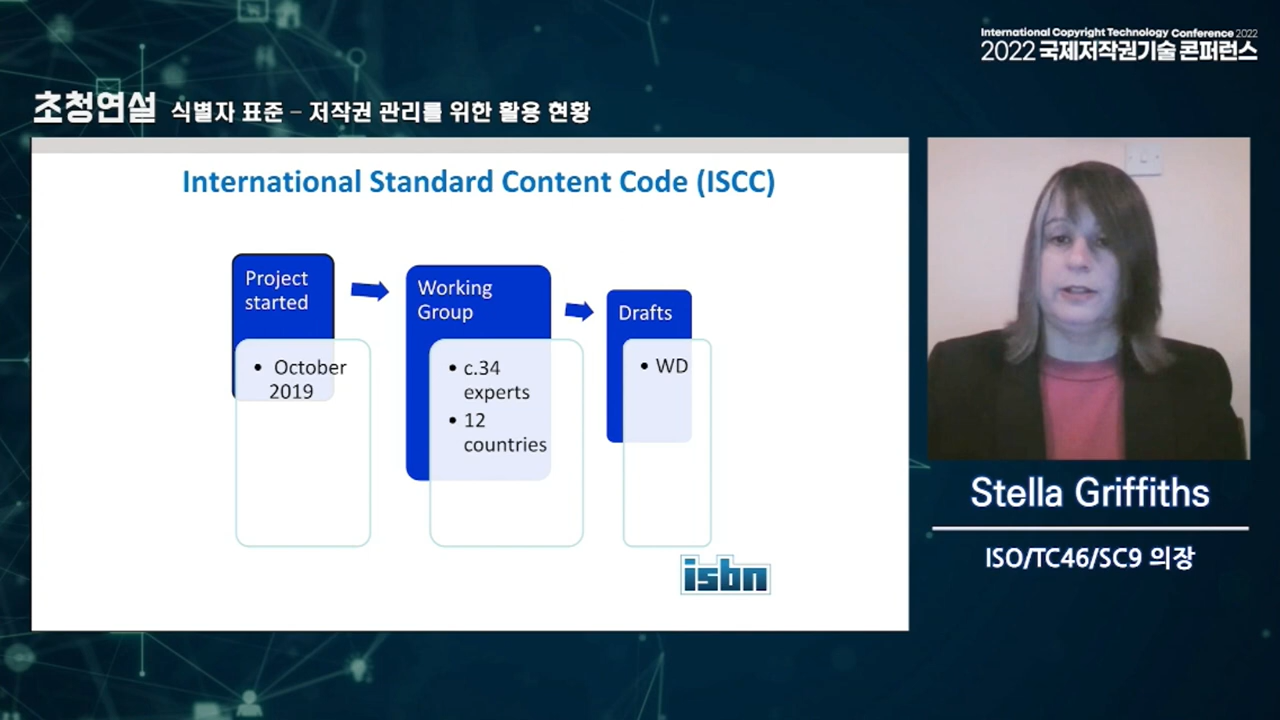 International Copyright Technology Conference 2022
2022 국제저작권기술 콘퍼런스
초청연설 식별자 표준 – 저작권 관리를 위한 활용 현황
International Standard Content Code (ISCC)
Project
started
• October
2019
Working
Group
• c.34
experts
• 12
countries
Drafts
• WD
isbn
Stella Griffiths
ISO/TC46/SC9 의장